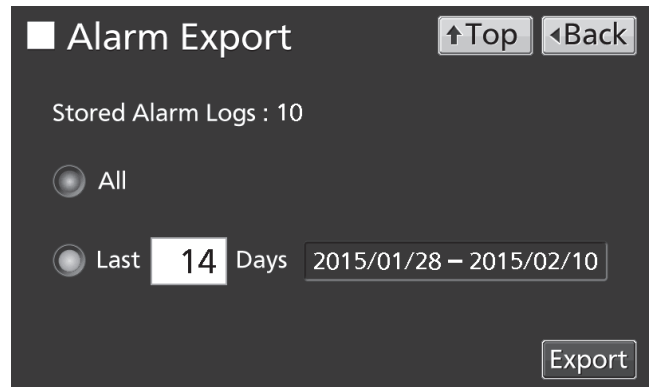 Alarm Export
Top
Back
Stored Alarm Logs : 10
All
Last 14 Days 2015/01/28 – 2015/02/10
Export